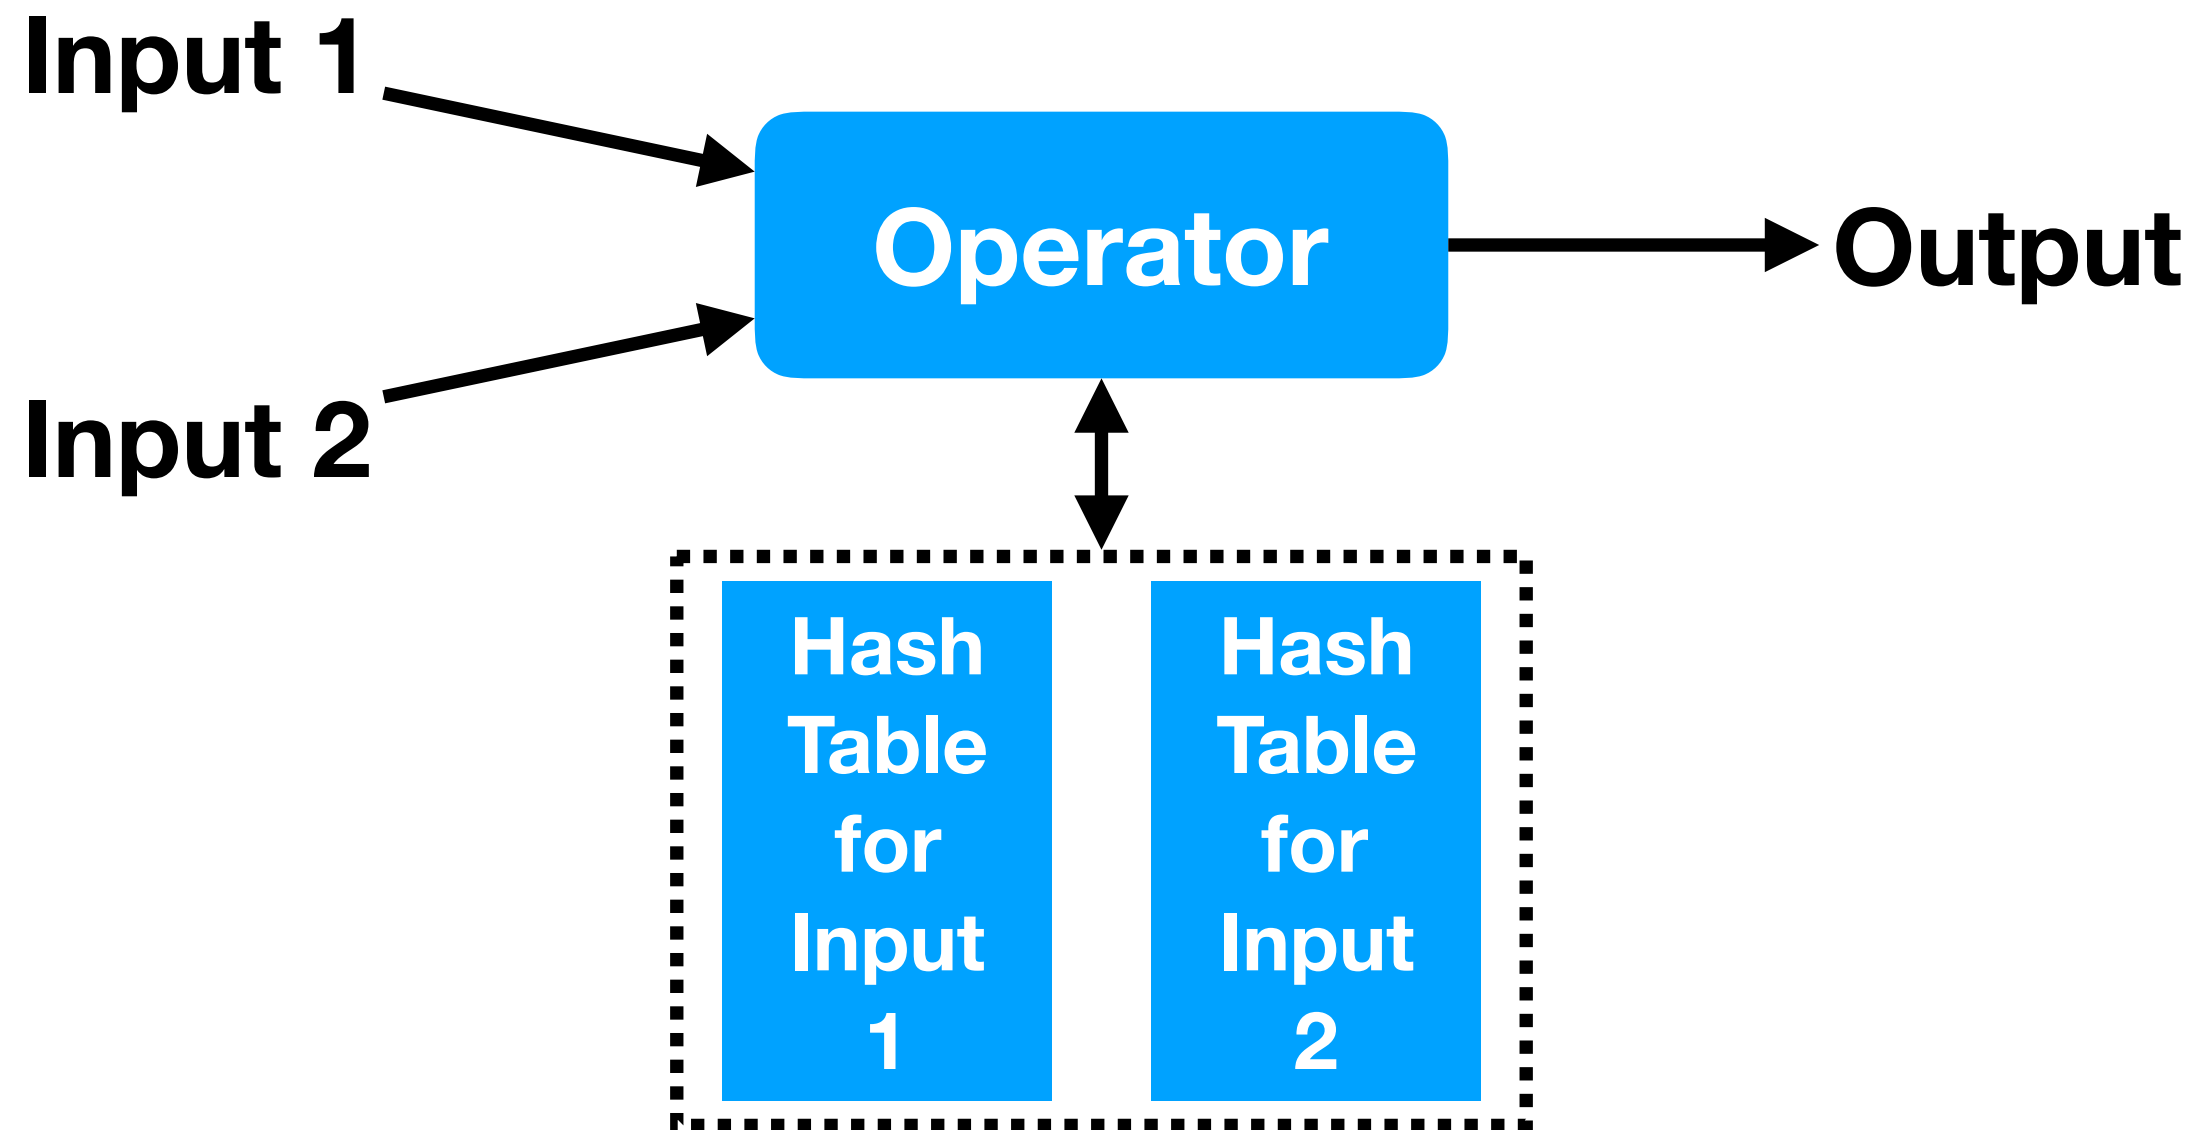 Input 1
Operator
Output
Input 2
Hash
Table
for
Input
1
Hash
Table
for
Input
2